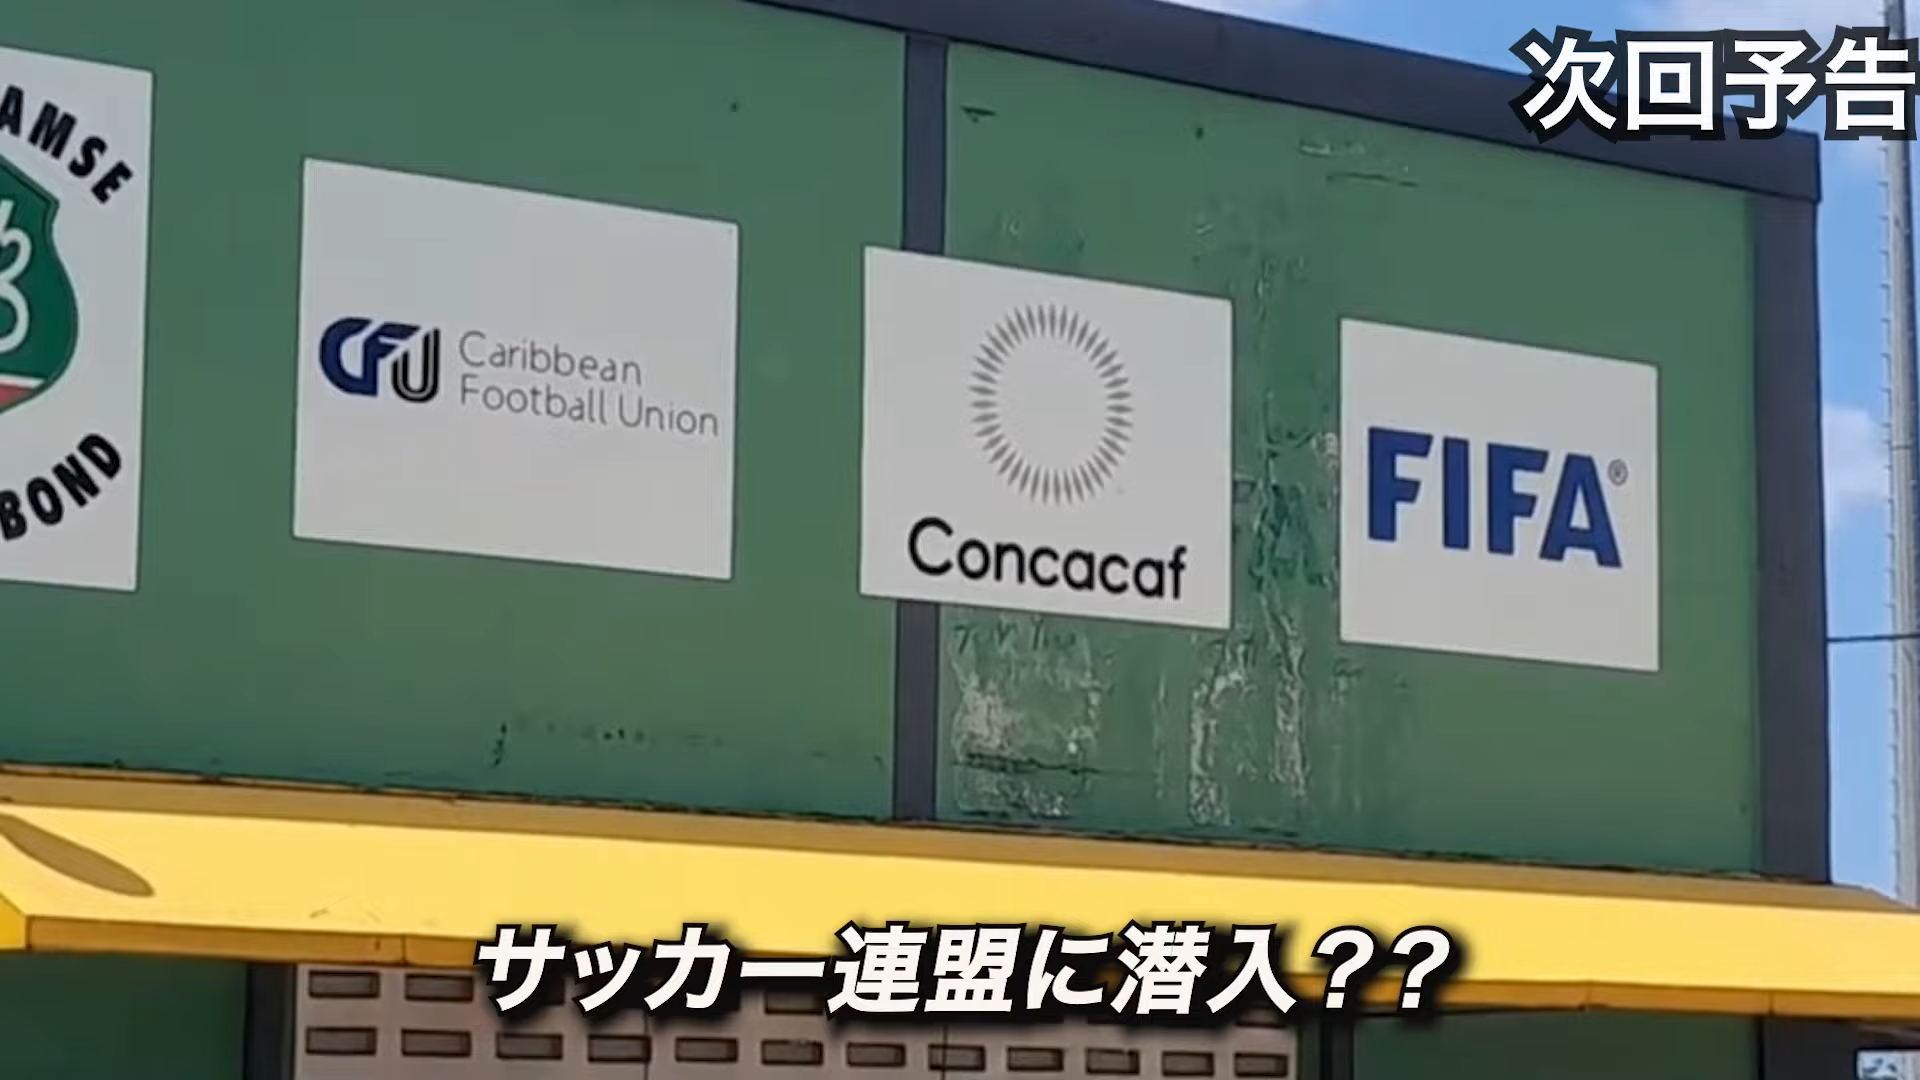 次回予告
AMSE
BOND
CFU Caribbean
Football Union
Concacaf
FIFA®
サッカー連盟に潜入??